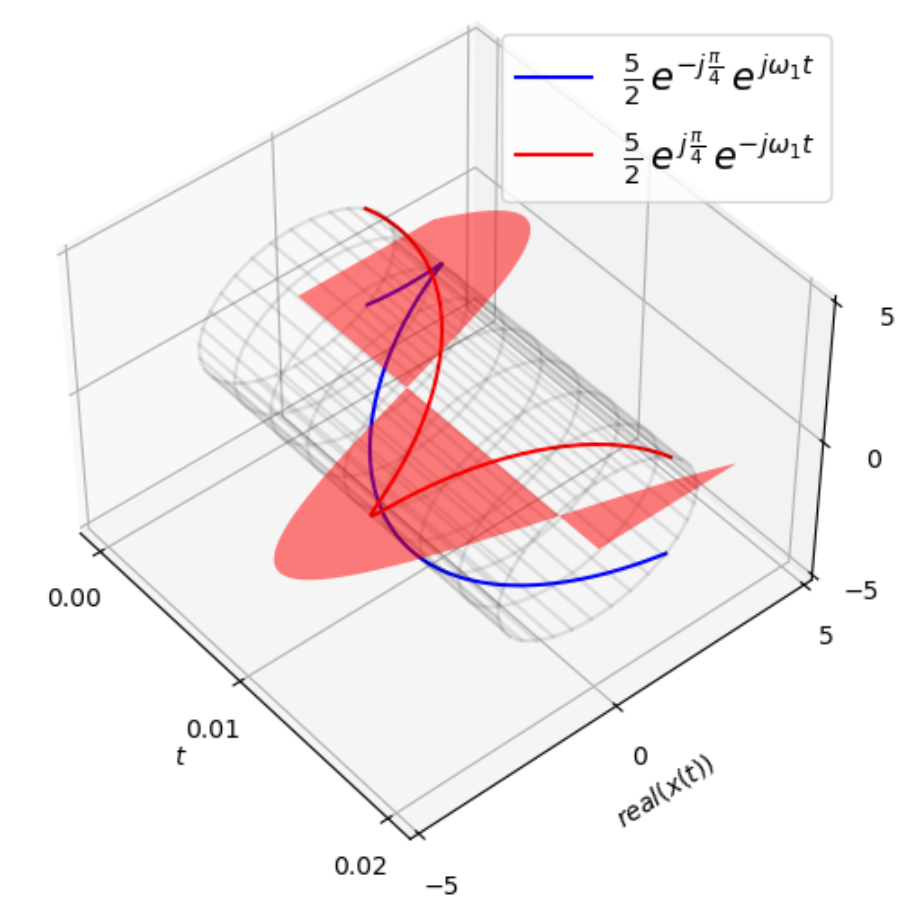 5/2 e^{-jπ/4} e^{jω₁t}
5/2 e^{jπ/4} e^{-jω₁t}
5
0
−5
5
0
−5
real(x(t))
0.00
0.01
0.02
t